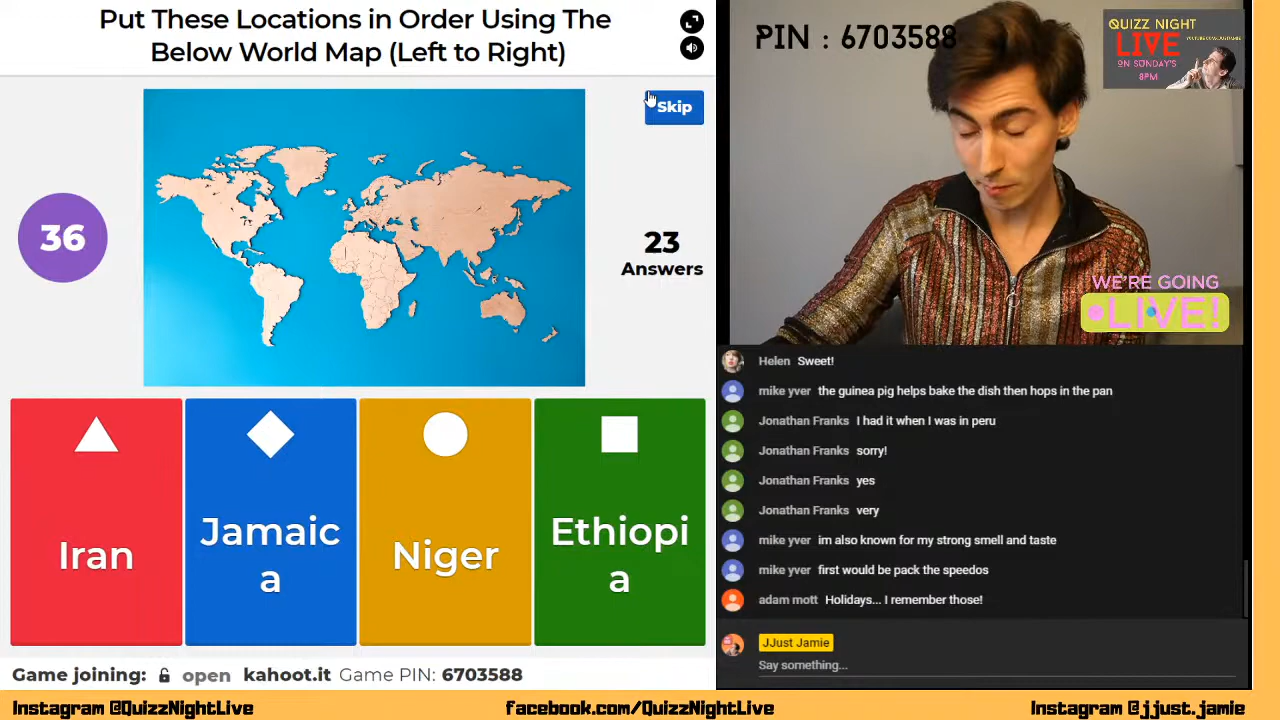 Put These Locations in Order Using The
Below World Map (Left to Right)
Skip
36
23
Answers
Iran
Jamaic
a
Niger
Ethiopi
a
Game joining: open kahoot.it Game PIN: 6703588
PIN : 6703588
QUIZZ NIGHT
LIVE
ON SUNDAY'S
8PM
WE'RE GOING
LIVE!
Helen Sweet!
mike yver the guinea pig helps bake the dish then hops in the pan
Jonathan Franks I had it when I was in peru
Jonathan Franks sorry!
Jonathan Franks yes
Jonathan Franks very
mike yver im also known for my strong smell and taste
mike yver first would be pack the speedos
adam mott Holidays... I remember those!
JJust Jamie
Say something...
Instagram @QuizzNightLive facebook.com/QuizzNightLive Instagram @jjust.jamie